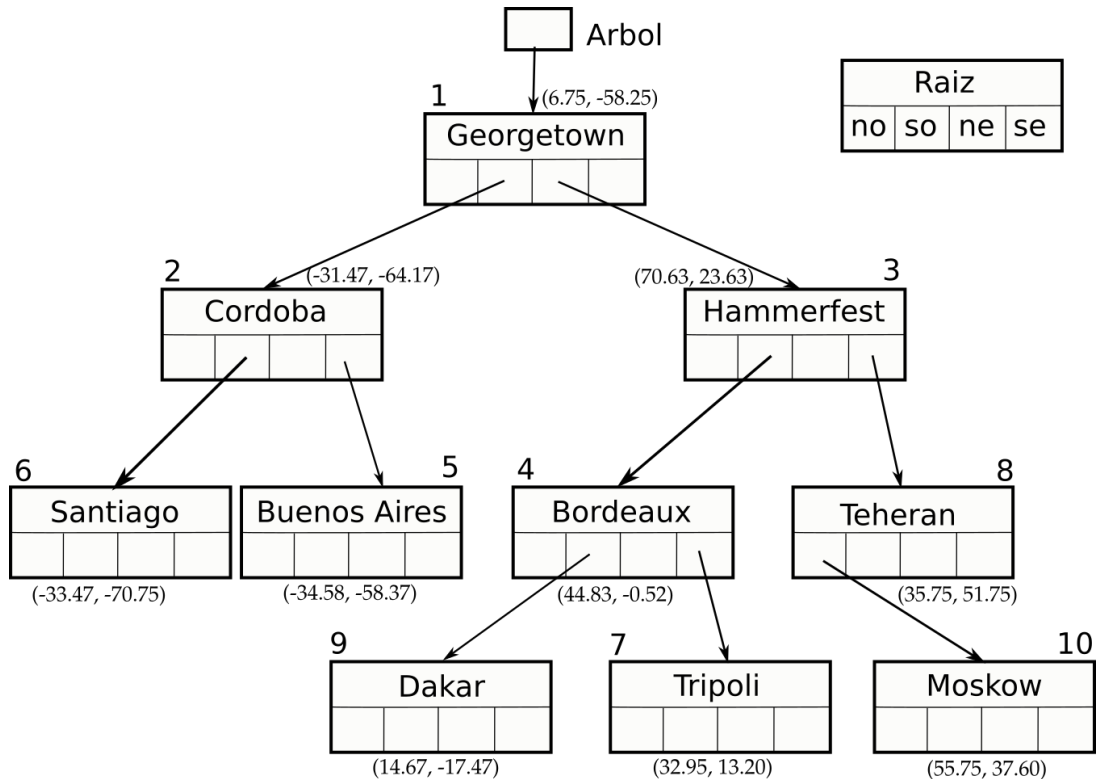 Arbol
Raiz
no so ne se
1
(6.75, -58.25)
Georgetown
2
(-31.47, -64.17)
Cordoba
(70.63, 23.63)
3
Hammerfest
6
Santiago
(-33.47, -70.75)
5
Buenos Aires
(-34.58, -58.37)
4
Bordeaux
(44.83, -0.52)
8
Teheran
(35.75, 51.75)
9
Dakar
(14.67, -17.47)
7
Tripoli
(32.95, 13.20)
10
Moskow
(55.75, 37.60)